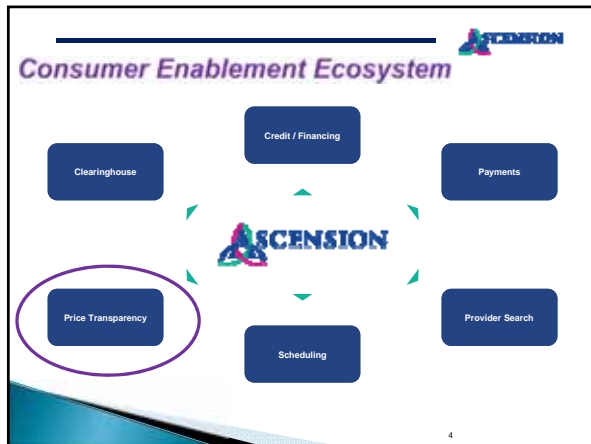 ASCENSION
Consumer Enablement Ecosystem
Credit / Financing
Clearinghouse
Payments
ASCENSION
Price Transparency
Provider Search
Scheduling
4